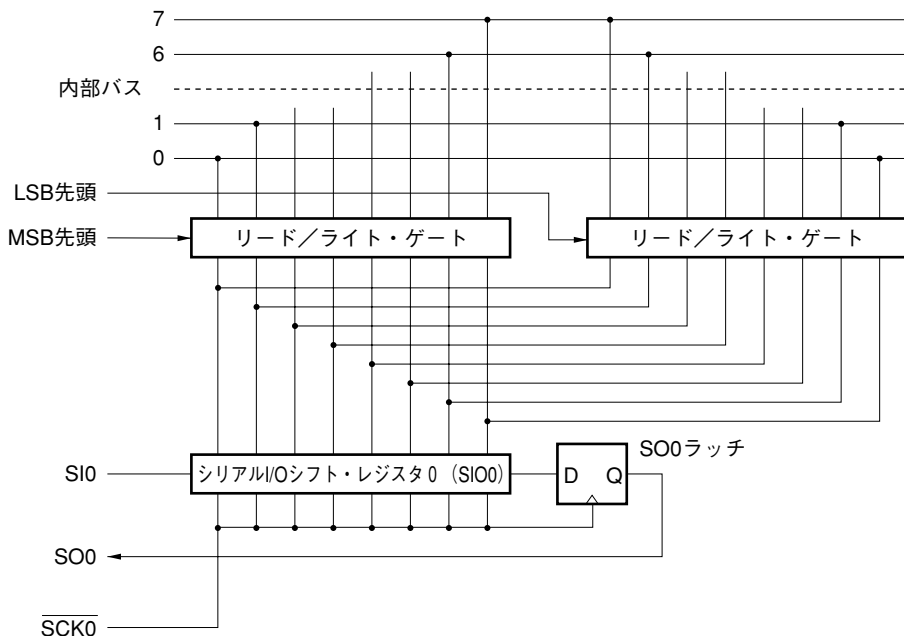 7
6
内部バス
1
0
LSB先頭
MSB先頭
リード／ライト・ゲート
リード／ライト・ゲート
SO0ラッチ
SI0
シリアルI/Oシフト・レジスタ0（SIO0）
D Q
SO0
SCK0